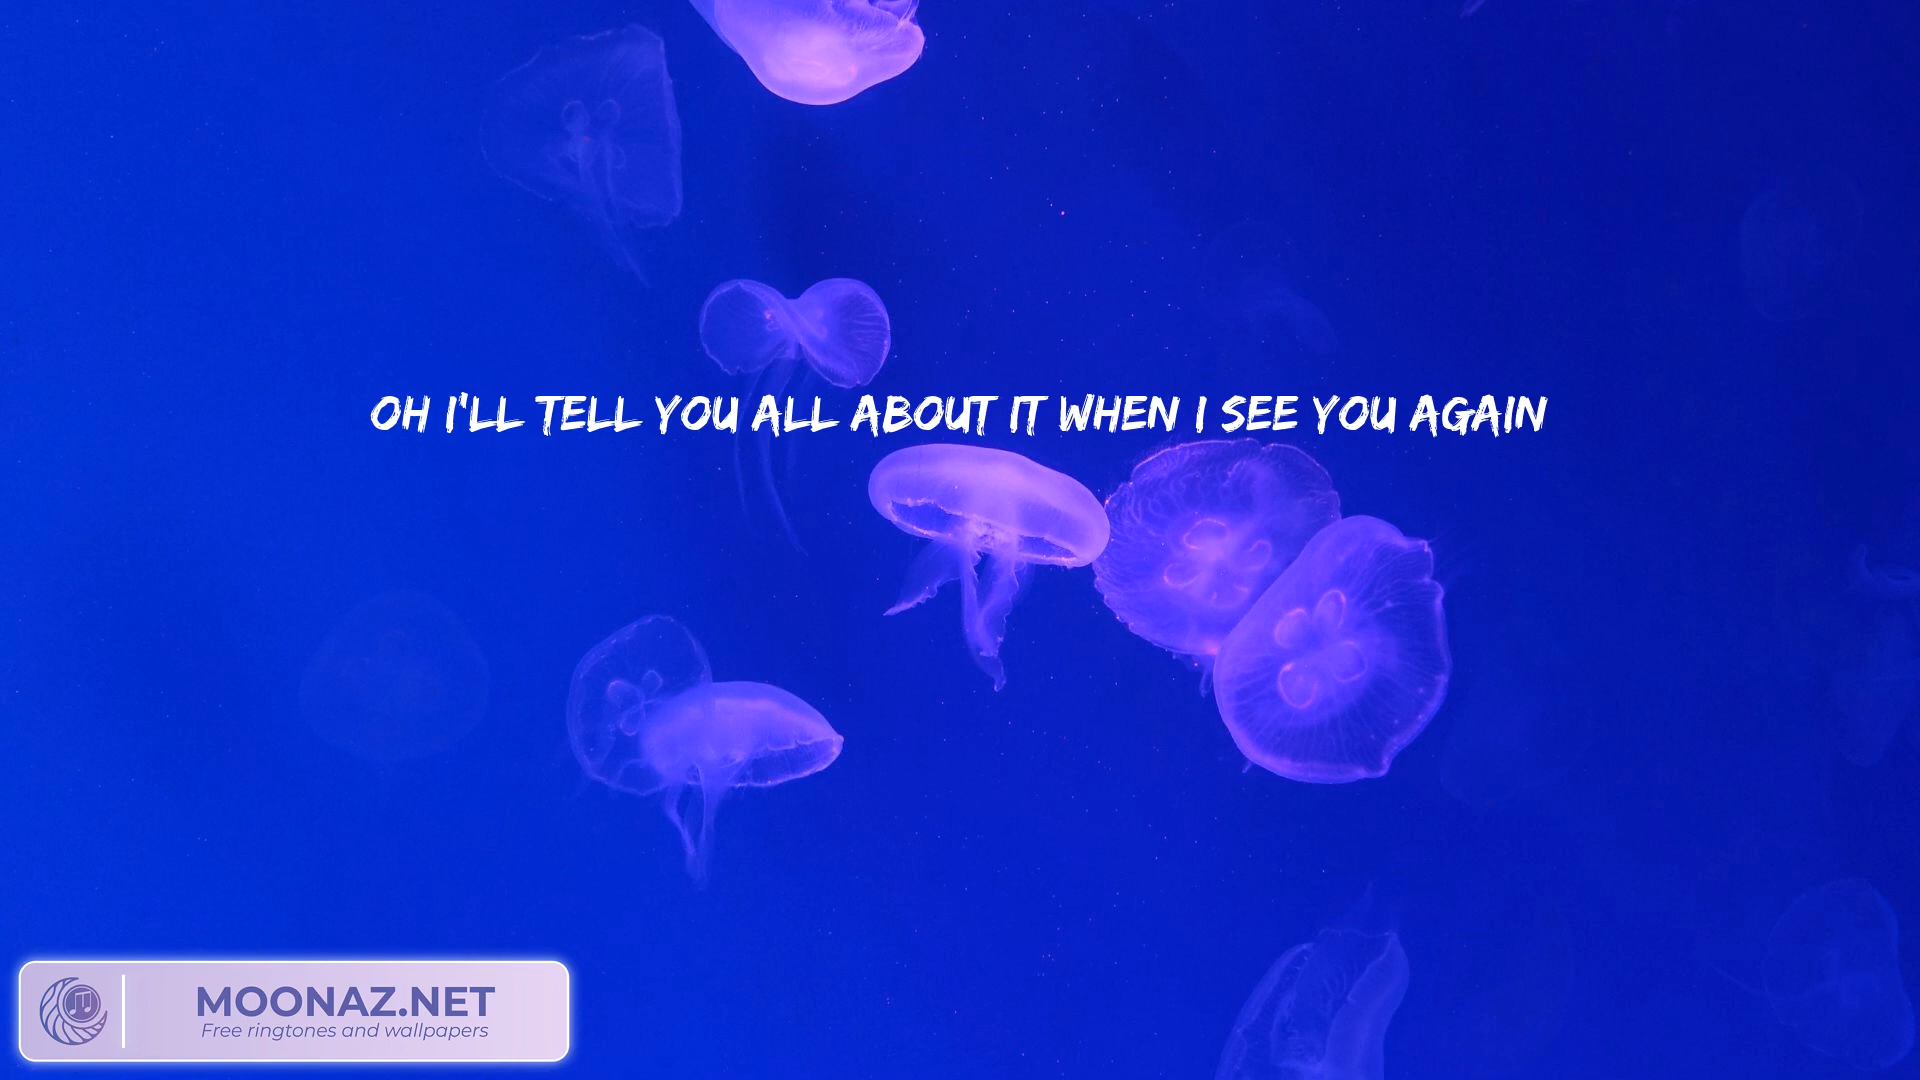 OH I'LL TELL YOU ALL ABOUT IT WHEN I SEE YOU AGAIN
MOONAZ.NET
Free ringtones and wallpapers